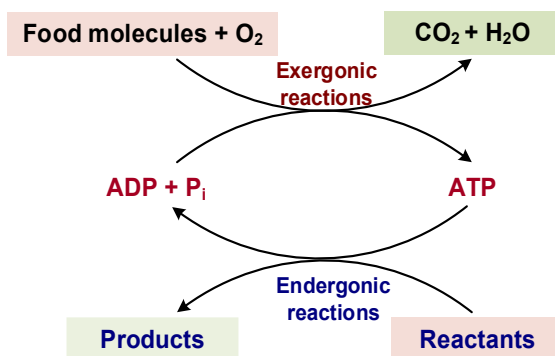 Food molecules + O₂
CO₂ + H₂O
Exergonic
reactions
ADP + Pᵢ
ATP
Endergonic
reactions
Products
Reactants